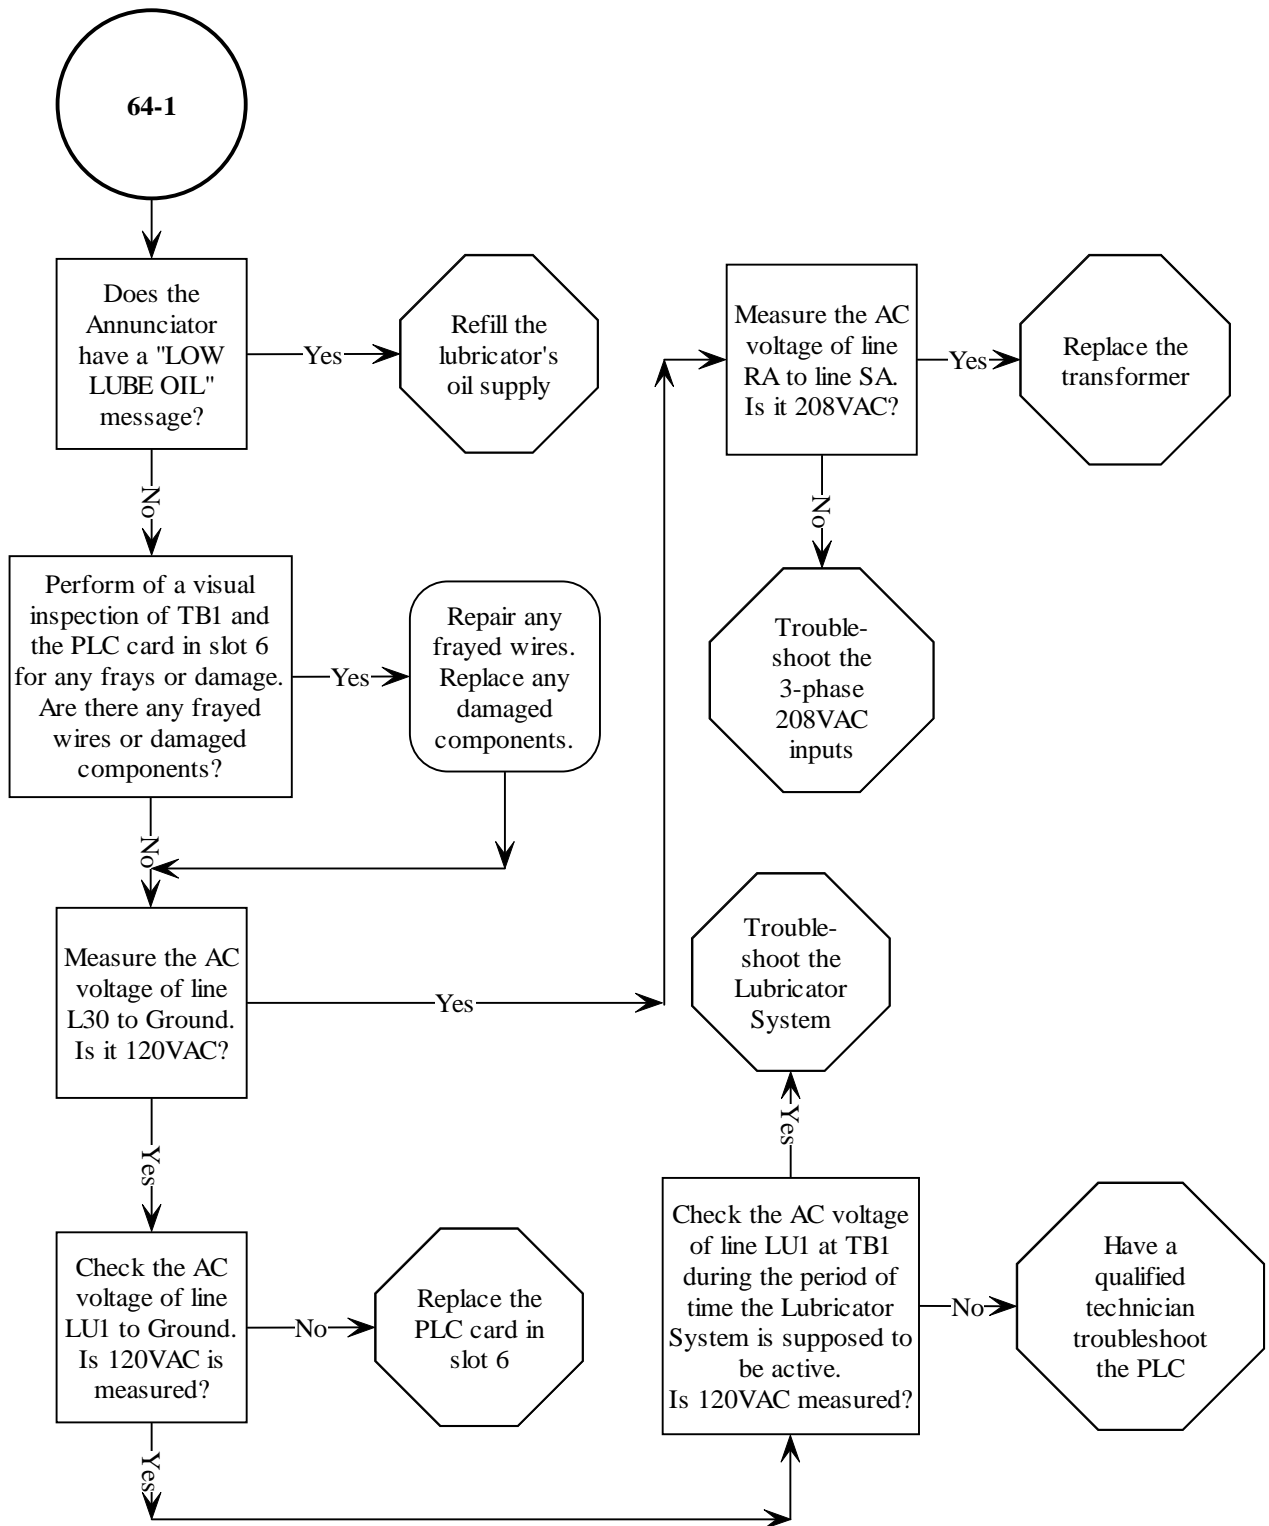 64-1
Does the
Annunciator
have a "LOW
LUBE OIL"
message?
Yes
Refill the
lubricator's
oil supply
No
Perform of a visual
inspection of TB1 and
the PLC card in slot 6
for any frays or damage.
Are there any frayed
wires or damaged
components?
Yes
Repair any
frayed wires.
Replace any
damaged
components.
No
Measure the AC
voltage of line
L30 to Ground.
Is it 120VAC?
Yes
Measure the AC
voltage of line
RA to line SA.
Is it 208VAC?
Yes
Replace the
transformer
No
Trouble-
shoot the
3-phase
208VAC
inputs
Yes
Check the AC
voltage of line
LU1 to Ground.
Is 120VAC is
measured?
No
Replace the
PLC card in
slot 6
Yes
Check the AC voltage
of line LU1 at TB1
during the period of
time the Lubricator
System is supposed to
be active.
Is 120VAC measured?
Yes
Trouble-
shoot the
Lubricator
System
No
Have a
qualified
technician
troubleshoot
the PLC